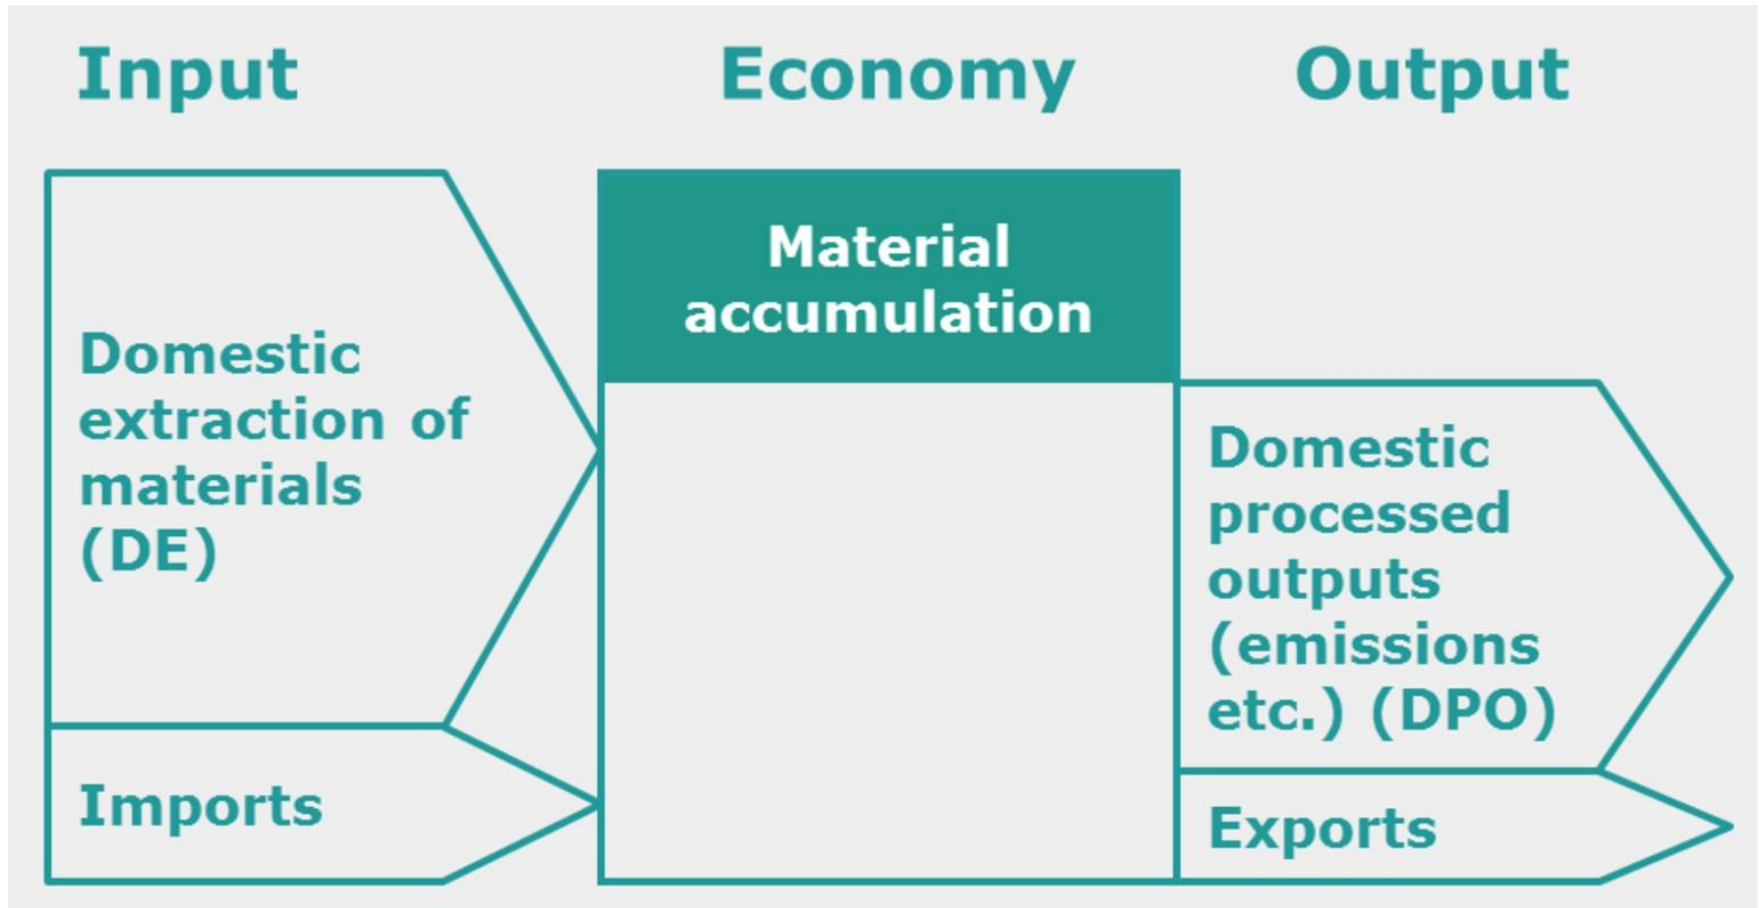 Input
Economy
Output
Material
accumulation
Domestic
extraction of
materials
(DE)
Imports
Domestic
processed
outputs
(emissions
etc.) (DPO)
Exports